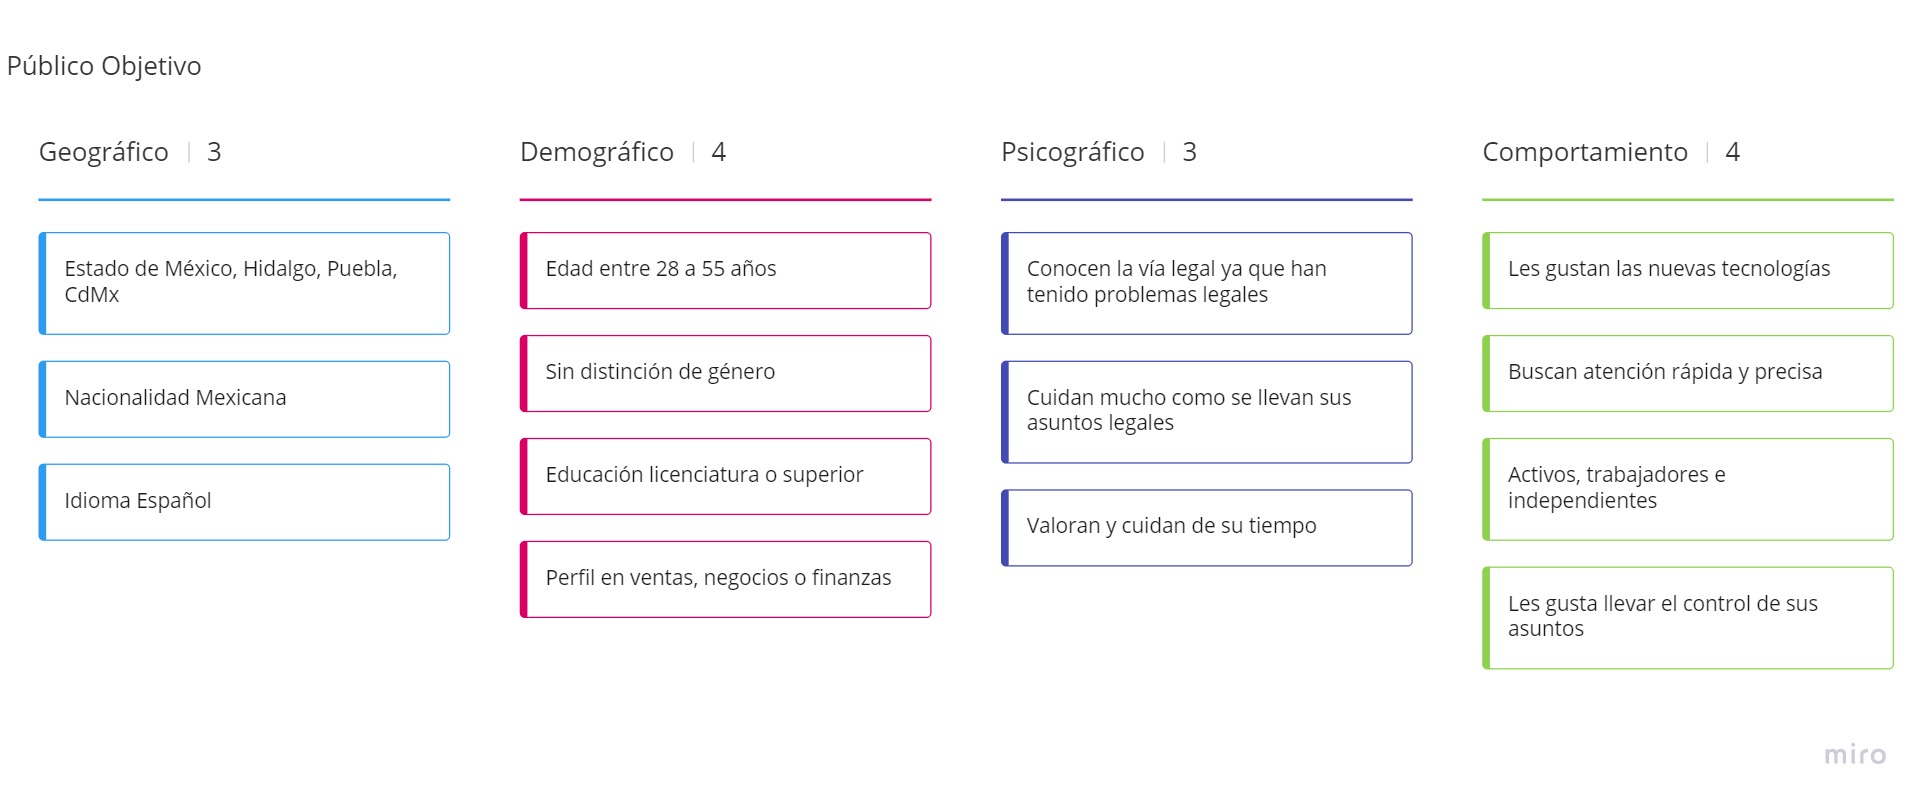 Público Objetivo
Geográfico | 3
Estado de México, Hidalgo, Puebla,
CdMx
Nacionalidad Mexicana
Idioma Español
Demográfico | 4
Edad entre 28 a 55 años
Sin distinción de género
Educación licenciatura o superior
Perfil en ventas, negocios o finanzas
Psicográfico | 3
Conocen la vía legal ya que han
tenido problemas legales
Cuidan mucho como se llevan sus
asuntos legales
Valoran y cuidan de su tiempo
Comportamiento | 4
Les gustan las nuevas tecnologías
Buscan atención rápida y precisa
Activos, trabajadores e
independientes
Les gusta llevar el control de sus
asuntos
miro